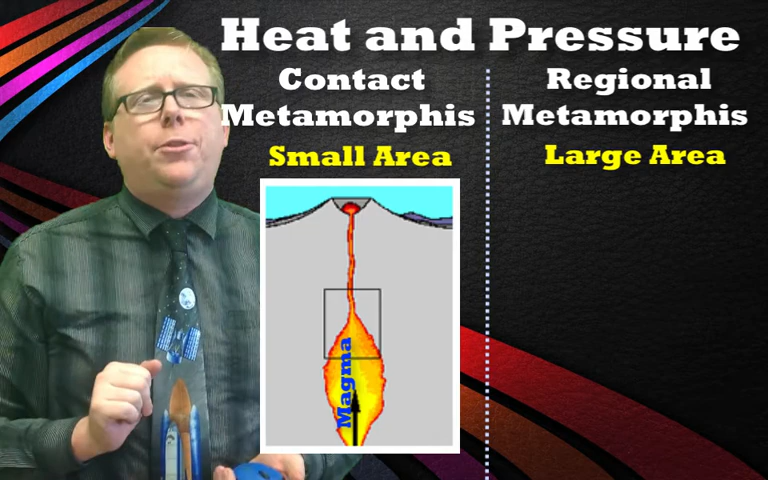 Heat and Pressure
Contact
Metamorphis
Small Area
Magma
Regional
Metamorphis
Large Area